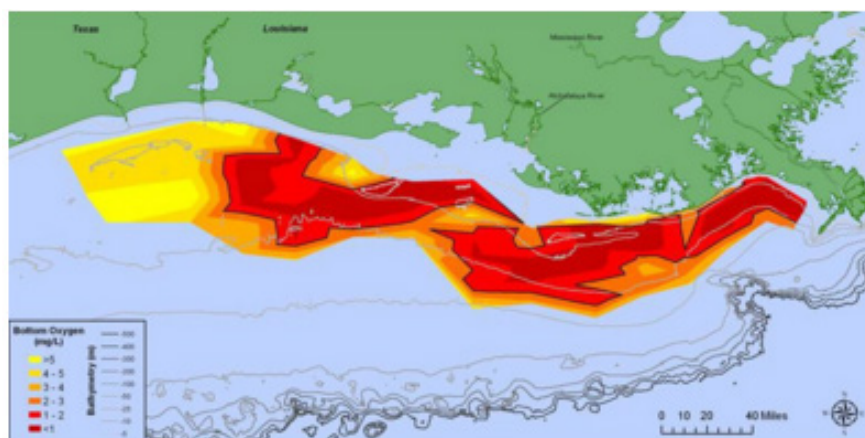 Texas
Louisiana
Mississippi River
Atchafalaya River
Bottom Oxygen
(mg/L)
>5
4 - 5
3 - 4
2 - 3
1 - 2
<1
Bathymetry (m)
0 10 20 40 Miles